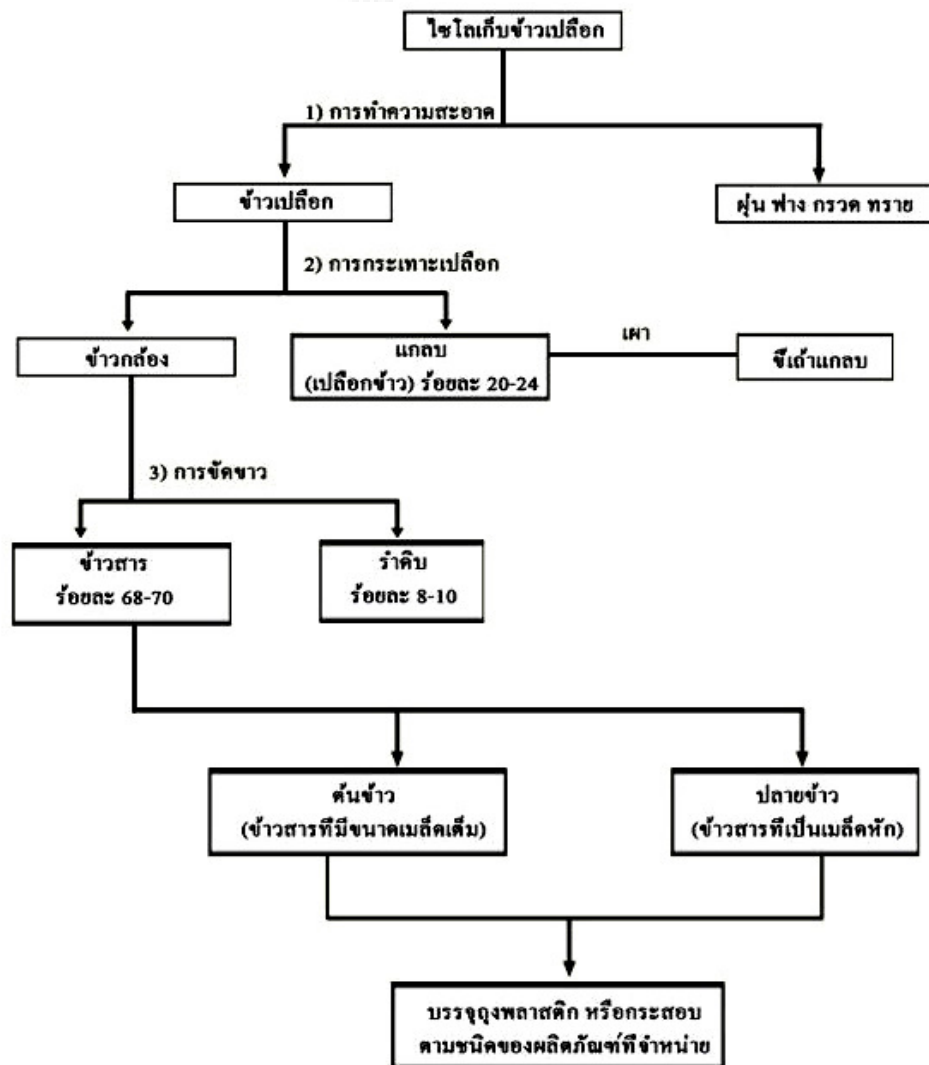 ไซโลเก็บข้าวเปลือก
1) การทำความสะอาด
ข้าวเปลือก
ฝุ่น ฟาง กรวด ทราย
2) การกระเทาะเปลือก
ข้าวกล้อง
แกลบ
(เปลือกข้าว) ร้อยละ 20-24
เผา
ขี้เถ้าแกลบ
3) การขัดขาว
ข้าวสาร
ร้อยละ 68-70
รำดิบ
ร้อยละ 8-10
ต้นข้าว
(ข้าวสารที่มีขนาดเมล็ดเต็ม)
ปลายข้าว
(ข้าวสารที่เป็นเมล็ดหัก)
บรรจุถุงพลาสติก หรือกระสอบ
ตามชนิดของผลิตภัณฑ์ที่จำหน่าย